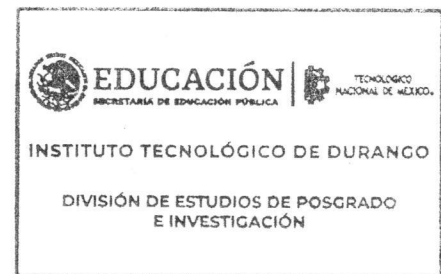 EDUCACIÓN
SECRETARÍA DE EDUCACIÓN PÚBLICA
TECNOLÓGICO
NACIONAL DE MÉXICO®
INSTITUTO TECNOLÓGICO DE DURANGO
DIVISIÓN DE ESTUDIOS DE POSGRADO
E INVESTIGACIÓN